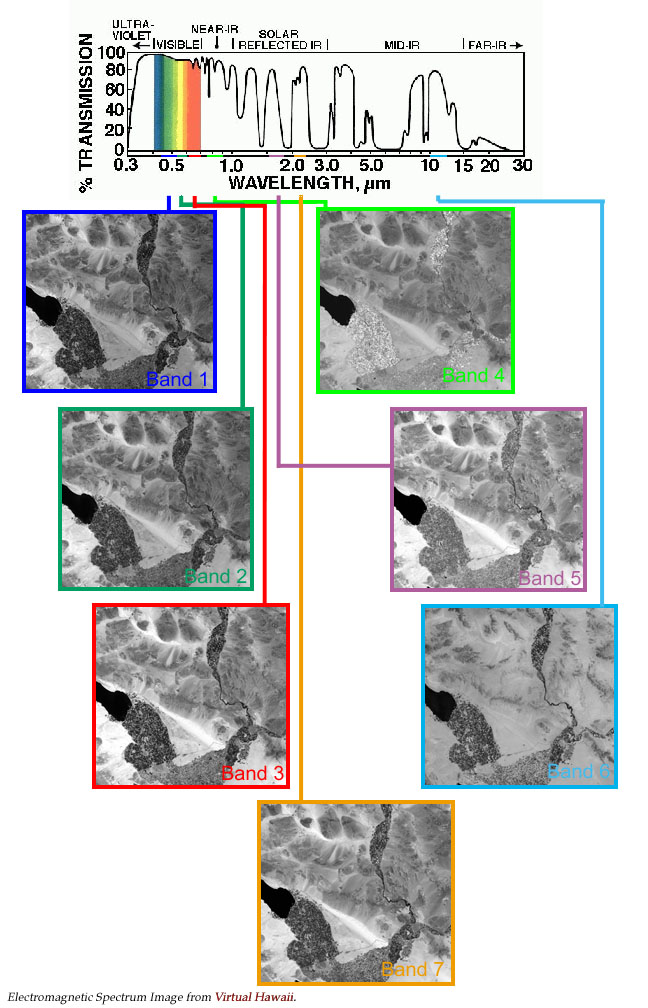 ULTRA-
VIOLET
VISIBLE
NEAR-IR
SOLAR
REFLECTED IR
MID-IR
FAR-IR
% TRANSMISSION
100
80
60
40
20
0
0.3 0.5 1.0 2.0 3.0 5.0 10 15 20 30
WAVELENGTH, µm
Band 1
Band 4
Band 2
Band 5
Band 3
Band 6
Band 7
Electromagnetic Spectrum Image from Virtual Hawaii.